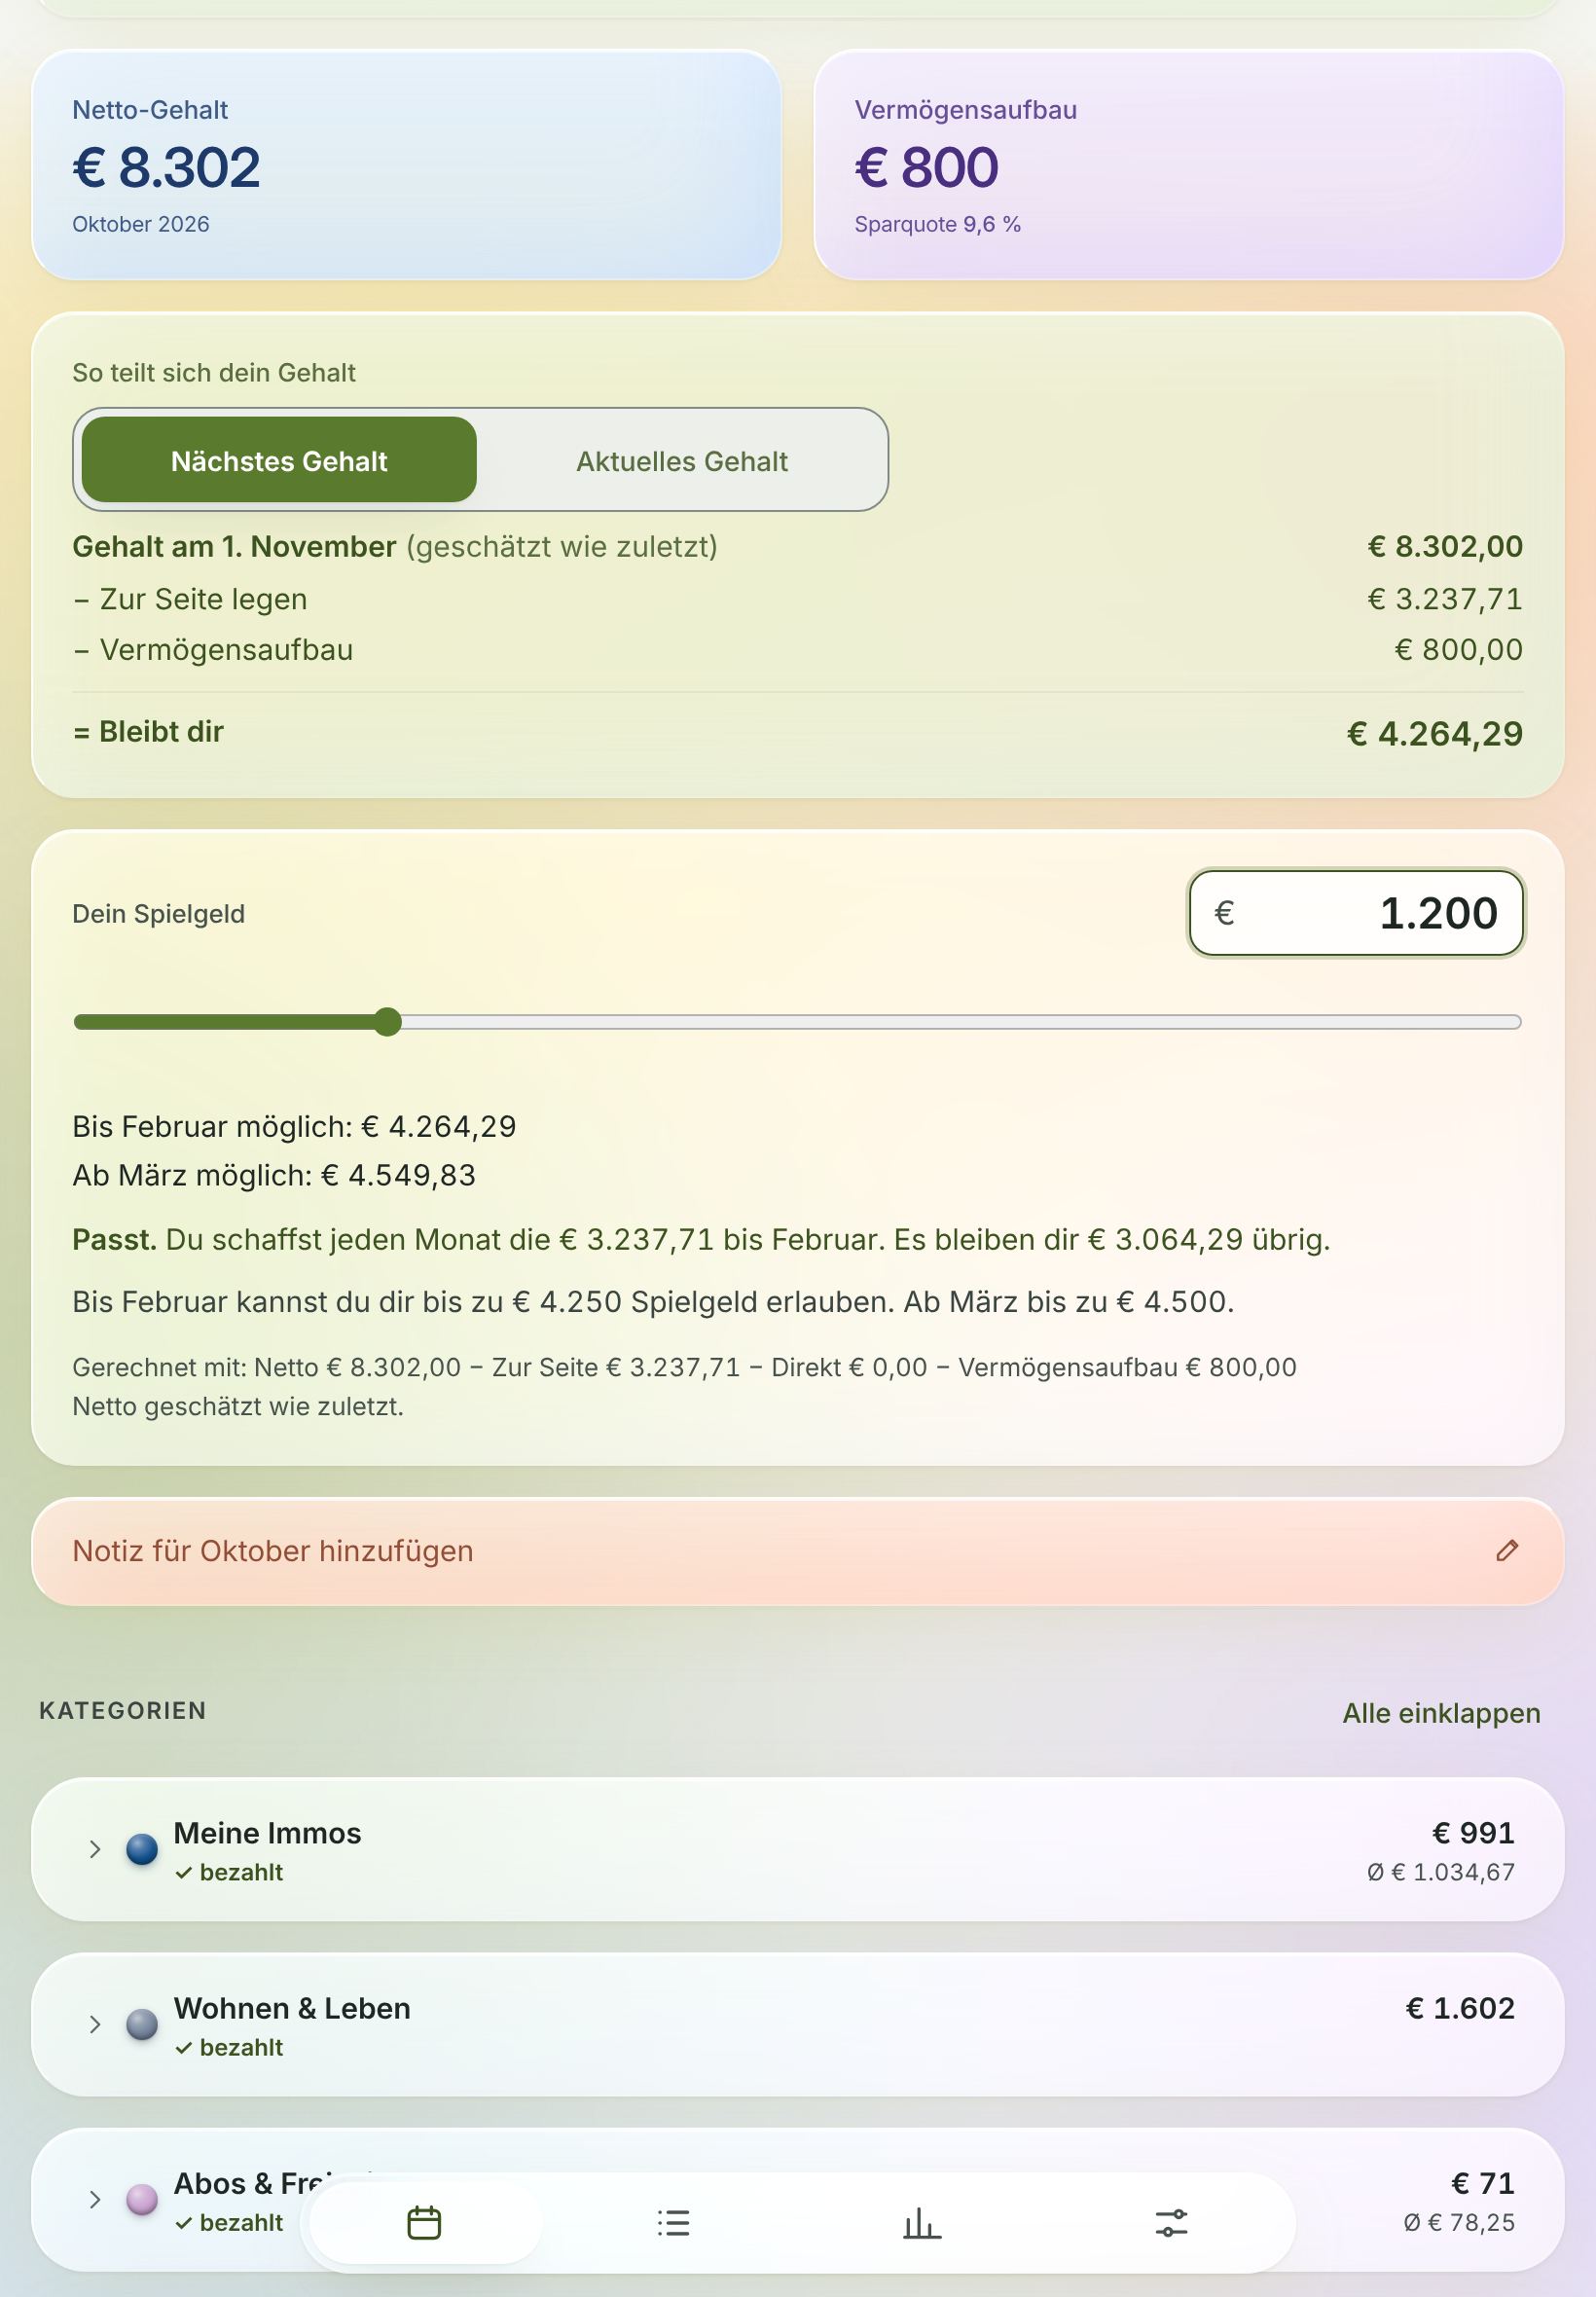 Netto-Gehalt
€ 8.302
Oktober 2026
Vermögensaufbau
€ 800
Sparquote 9,6 %
So teilt sich dein Gehalt
Nächstes Gehalt
Aktuelles Gehalt
Gehalt am 1. November (geschätzt wie zuletzt) € 8.302,00
− Zur Seite legen € 3.237,71
− Vermögensaufbau € 800,00
= Bleibt dir € 4.264,29
Dein Spielgeld € 1.200
Bis Februar möglich: € 4.264,29
Ab März möglich: € 4.549,83
Passt. Du schaffst jeden Monat die € 3.237,71 bis Februar. Es bleiben dir € 3.064,29 übrig.
Bis Februar kannst du dir bis zu € 4.250 Spielgeld erlauben. Ab März bis zu € 4.500.
Gerechnet mit: Netto € 8.302,00 − Zur Seite € 3.237,71 − Direkt € 0,00 − Vermögensaufbau € 800,00
Netto geschätzt wie zuletzt.
Notiz für Oktober hinzufügen
KATEGORIEN Alle einklappen
Meine Immos € 991
✓ bezahlt Ø € 1.034,67
Wohnen & Leben € 1.602
✓ bezahlt
Abos & € 71
✓ bezahlt Ø € 78,25